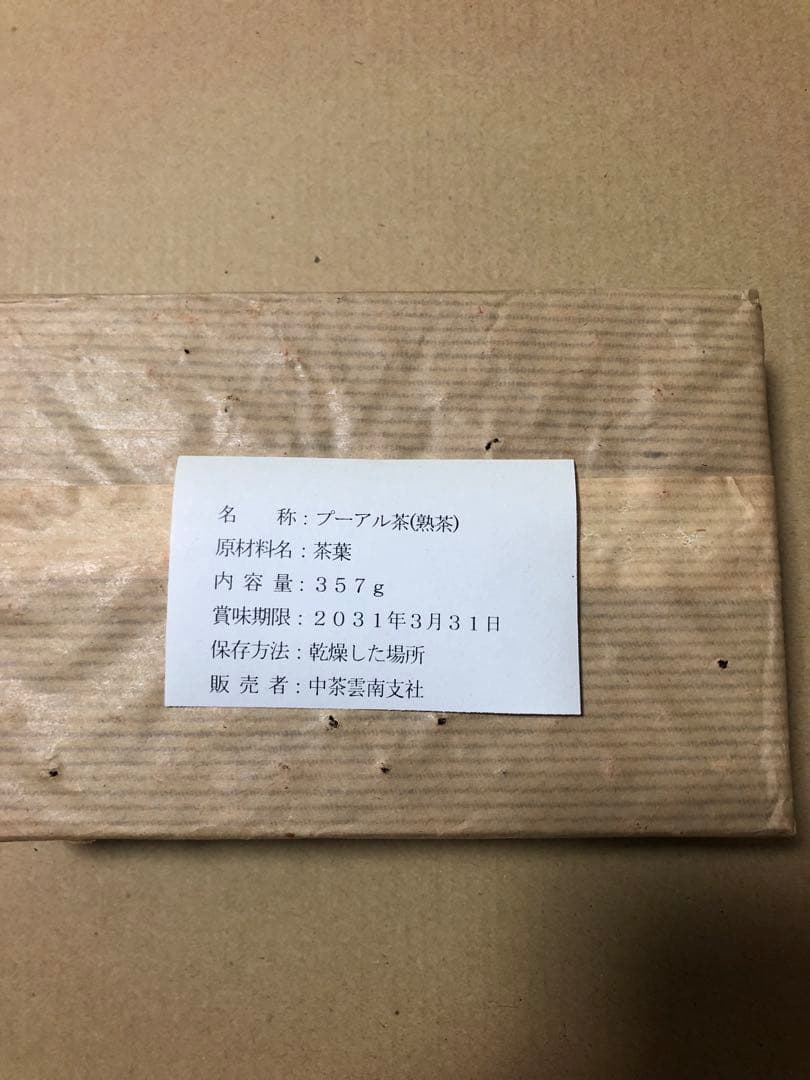 名　　称：プーアル茶(熟茶)
原材料名：茶葉
内 容 量：３５７ｇ
賞味期限：２０３１年３月３１日
保存方法：乾燥した場所
販 売 者：中茶雲南支社